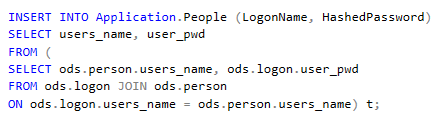 INSERT INTO Application.People (LogonName, HashedPassword)
SELECT users_name, user_pwd
FROM (
SELECT ods.person.users_name, ods.logon.user_pwd
FROM ods.logon JOIN ods.person
ON ods.logon.users_name = ods.person.users_name) t;